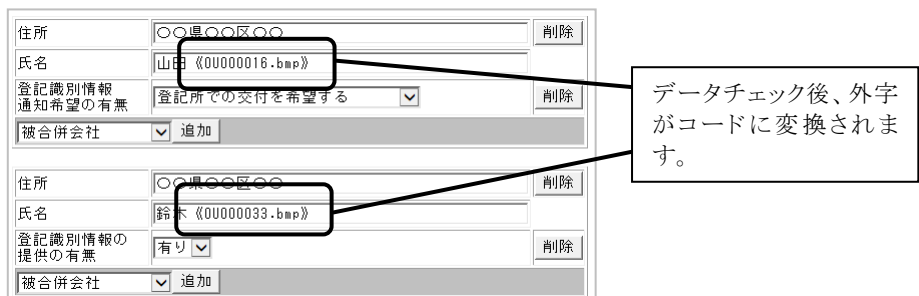 住所
○○県○○区○○
削除
氏名
山田《0U000016.bmp》
登記識別情報
通知希望の有無
登記所での交付を希望する
削除
被合併会社
追加
住所
○○県○○区○○
削除
氏名
鈴木《0U000033.bmp》
登記識別情報の
提供の有無
有り
削除
被合併会社
追加
データチェック後、外字
がコードに変換されま
す。